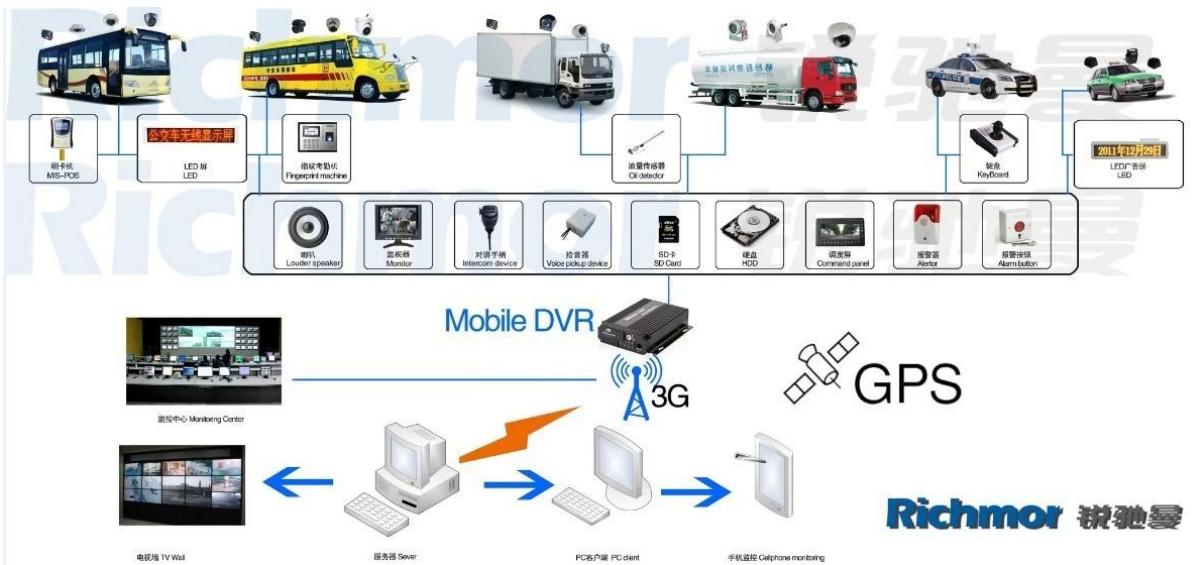 Richmor 锐驰曼
Richmor 锐驰曼
POLICE
刷卡机
MIS-POS
公交车无线显示屏
LED 屏
LED
指纹考勤机
Fingerprint machine
油量传感器
Oil detector
键盘
KeyBoard
2011年12月29日
LED广告屏
LED
喇叭
Louder speaker
监视器
Monitor
对讲手柄
Intercom device
拾音器
Voice pickup device
SD卡
SD Card
硬盘
HDD
调度屏
Command panel
报警器
Alertor
报警按钮
Alarm button
Mobile DVR
3G
GPS
监控中心 Monitoring Center
电视墙 TV Wall
服务器 Sever
PC客户端 PC client
手机监控 Cellphone monitoring
Richmor 锐驰曼